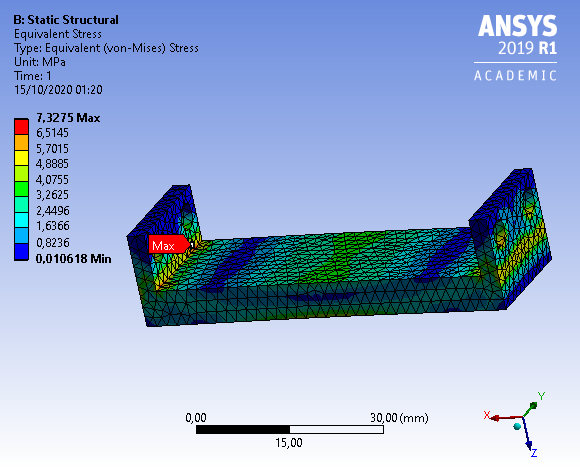 B: Static Structural
Equivalent Stress
Type: Equivalent (von-Mises) Stress
Unit: MPa
Time: 1
15/10/2020 01:20
ANSYS
2019 R1
ACADEMIC
7,3275 Max
6,5145
5,7015
4,8885
4,0755
3,2625
2,4496
1,6366
0,8236
0,010618 Min
Max
0,00
30,00 (mm)
15,00
X
Y
Z